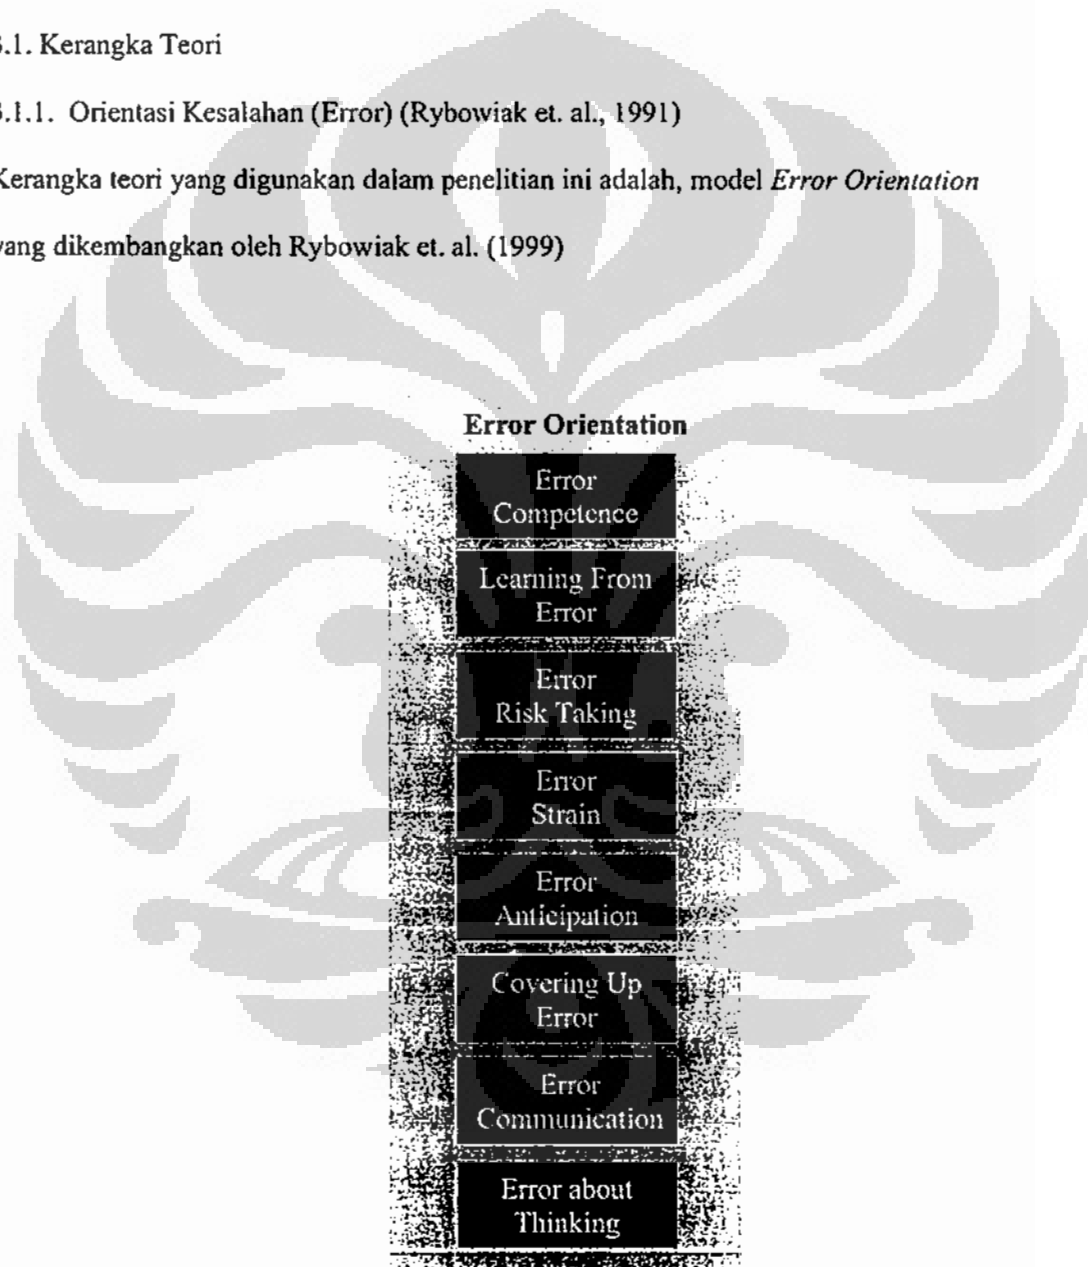 .1. Kerangka Teori
.1.1. Orientasi Kesalahan (Error) (Rybowiak et. al., 1991)
Kerangka teori yang digunakan dalam penelitian ini adalah, model Error Orientation
yang dikembangkan oleh Rybowiak et. al. (1999)
Error Orientation
Error
Competence
Learning From
Error
Error
Risk Taking
Error
Strain
Error
Anticipation
Covering Up
Error
Error
Communication
Error about
Thinking